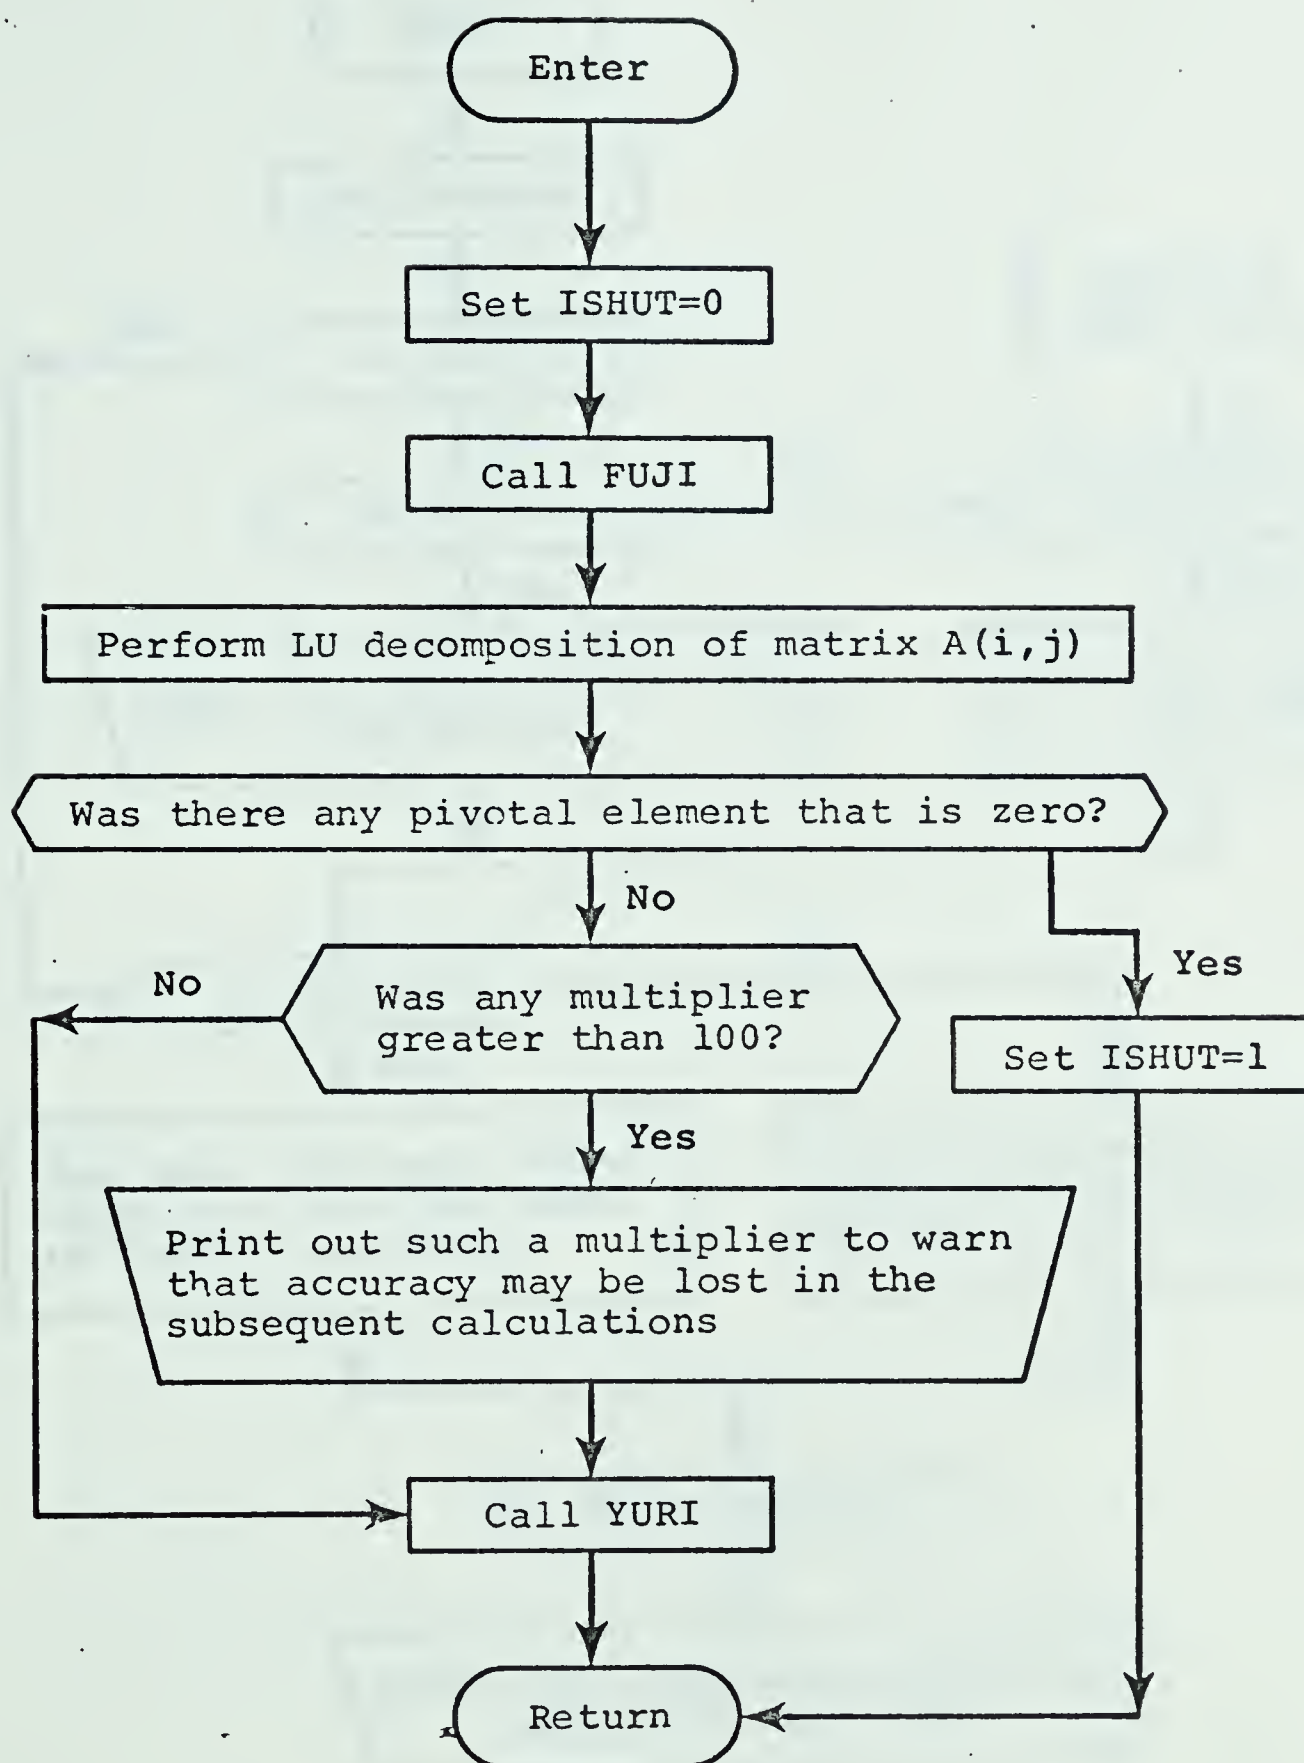 Enter
Set ISHUT=0
Call FUJI
Perform LU decomposition of matrix A(i,j)
Was there any pivotal element that is zero?
No
Yes
No
Was any multiplier
greater than 100?
Set ISHUT=1
Yes
Print out such a multiplier to warn
that accuracy may be lost in the
subsequent calculations
Call YURI
Return